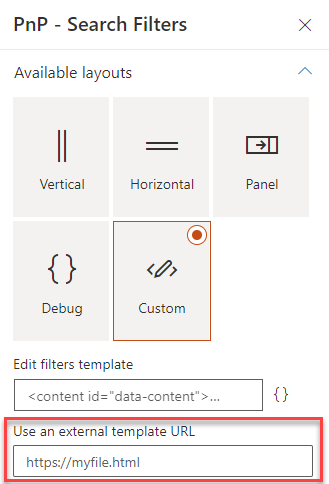 PnP - Search Filters
Available layouts
Vertical
Horizontal
Panel
Debug
Custom
Edit filters template
<content id="data-content">...
Use an external template URL
https://myfile.html